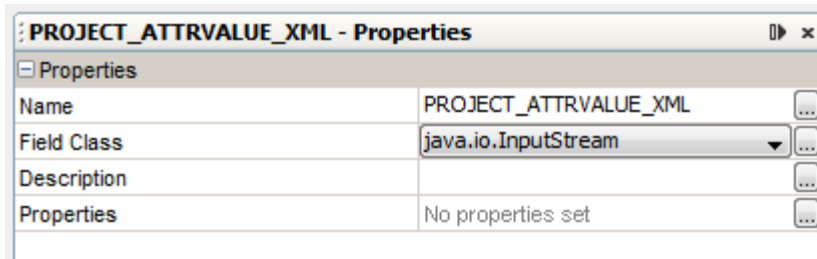 PROJECT_ATTRVALUE_XML - Properties
Properties
Name PROJECT_ATTRVALUE_XML ...
Field Class java.io.InputStream ...
Description ...
Properties No properties set ...